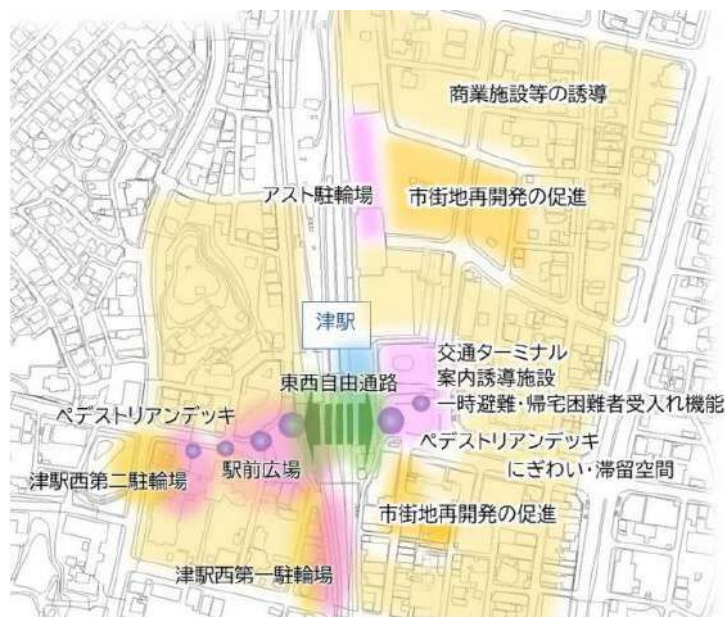 商業施設等の誘導
アスト駐輪場
市街地再開発の促進
津駅
交通ターミナル
案内誘導施設
一時避難・帰宅困難者受入れ機能
東西自由通路
ペデストリアンデッキ
ペデストリアンデッキ
にぎわい・滞留空間
駅前広場
津駅西第二駐輪場
市街地再開発の促進
津駅西第一駐輪場